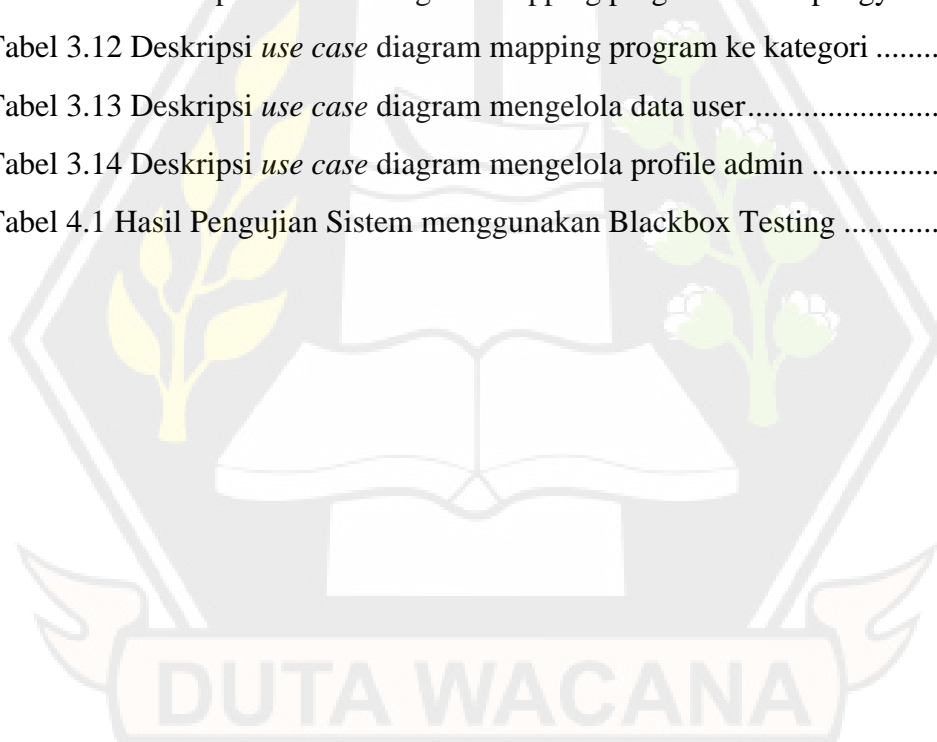 mapping
Tabel 3.12 Deskripsi use case diagram mapping program ke kategori ........
Tabel 3.13 Deskripsi use case diagram mengelola data user.........................
Tabel 3.14 Deskripsi use case diagram mengelola profile admin ................
Tabel 4.1 Hasil Pengujian Sistem menggunakan Blackbox Testing ............
DUTA WACANA